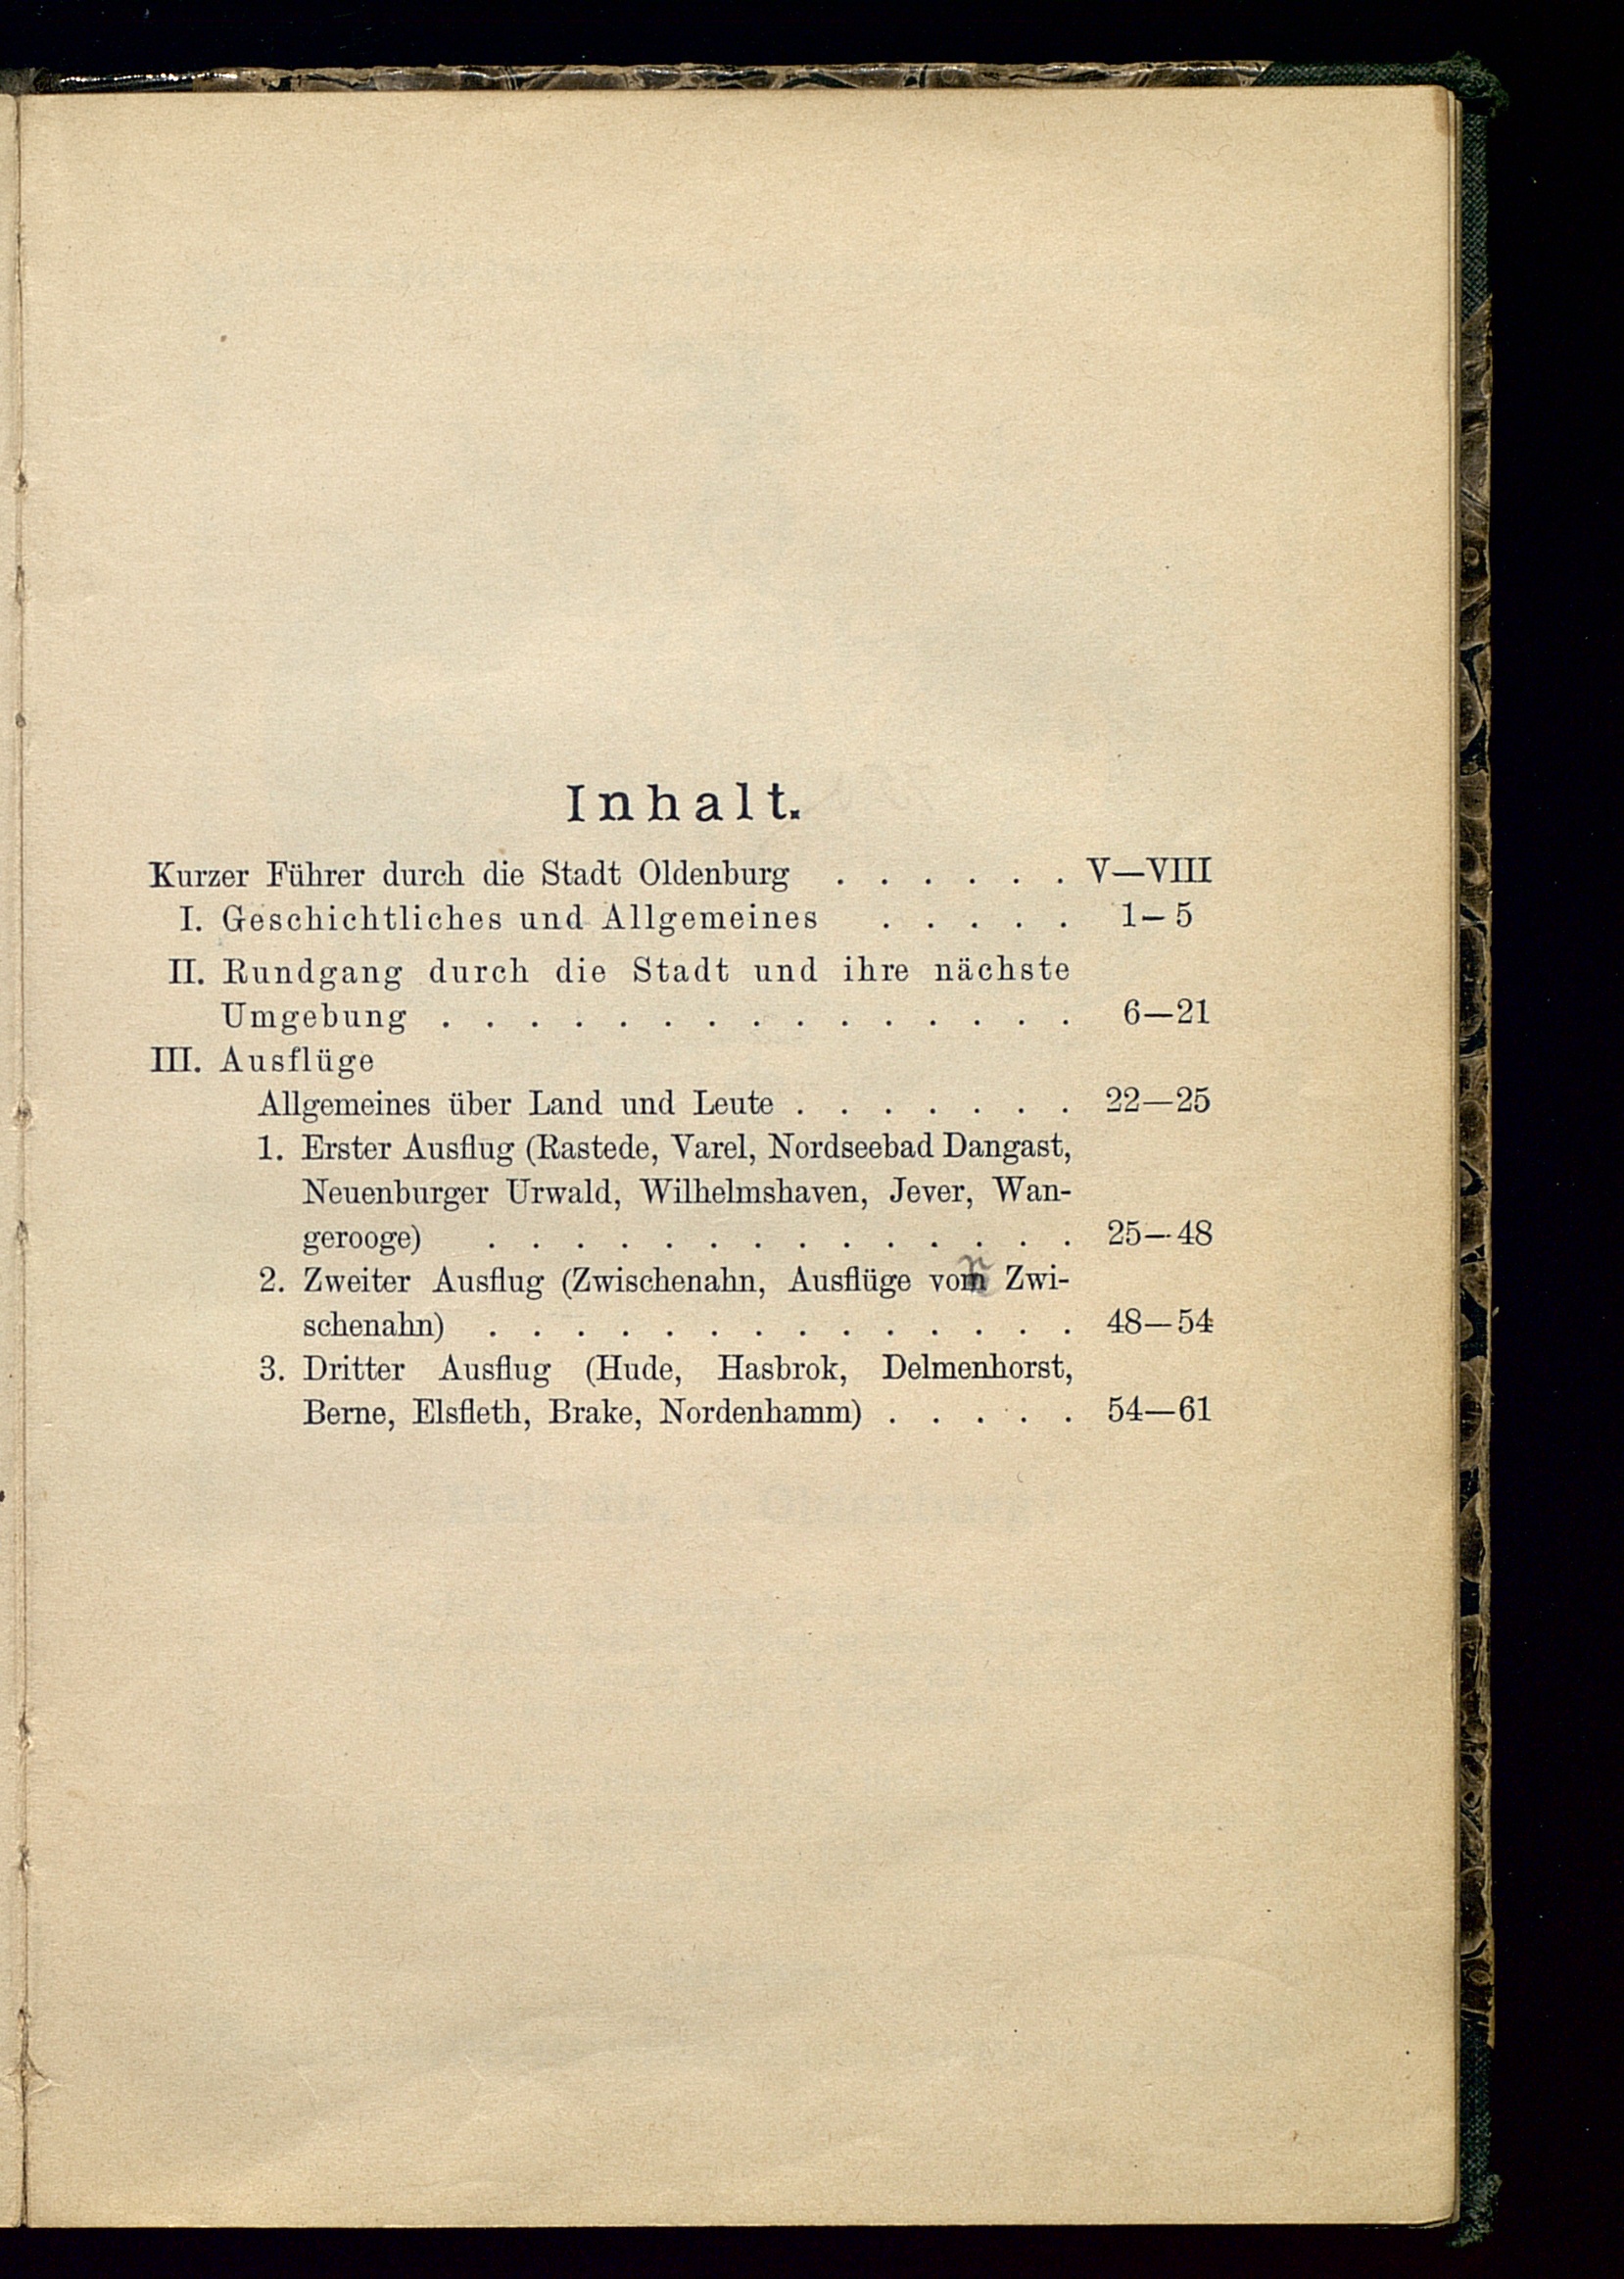 Inhalt.
Kurzer Führer durch die Stadt Oldenburg . . . . . . V—VIII
I. Geschichtliches und Allgemeines . . . . . 1—5
II. Rundgang durch die Stadt und ihre nächste
Umgebung . . . . . . . . . . . . . . . 6—21
III. Ausflüge
Allgemeines über Land und Leute . . . . . . . 22—25
1. Erster Ausflug (Rastede, Varel, Nordseebad Dangast,
Neuenburger Urwald, Wilhelmshaven, Jever, Wan-
gerooge) . . . . . . . . . . . . . . 25—48
2. Zweiter Ausflug (Zwischenahn, Ausflüge von Zwi-
schenahn) . . . . . . . . . . . . . . 48—54
3. Dritter Ausflug (Hude, Hasbrok, Delmenhorst,
Berne, Elsfleth, Brake, Nordenhamm) . . . . . 54—61